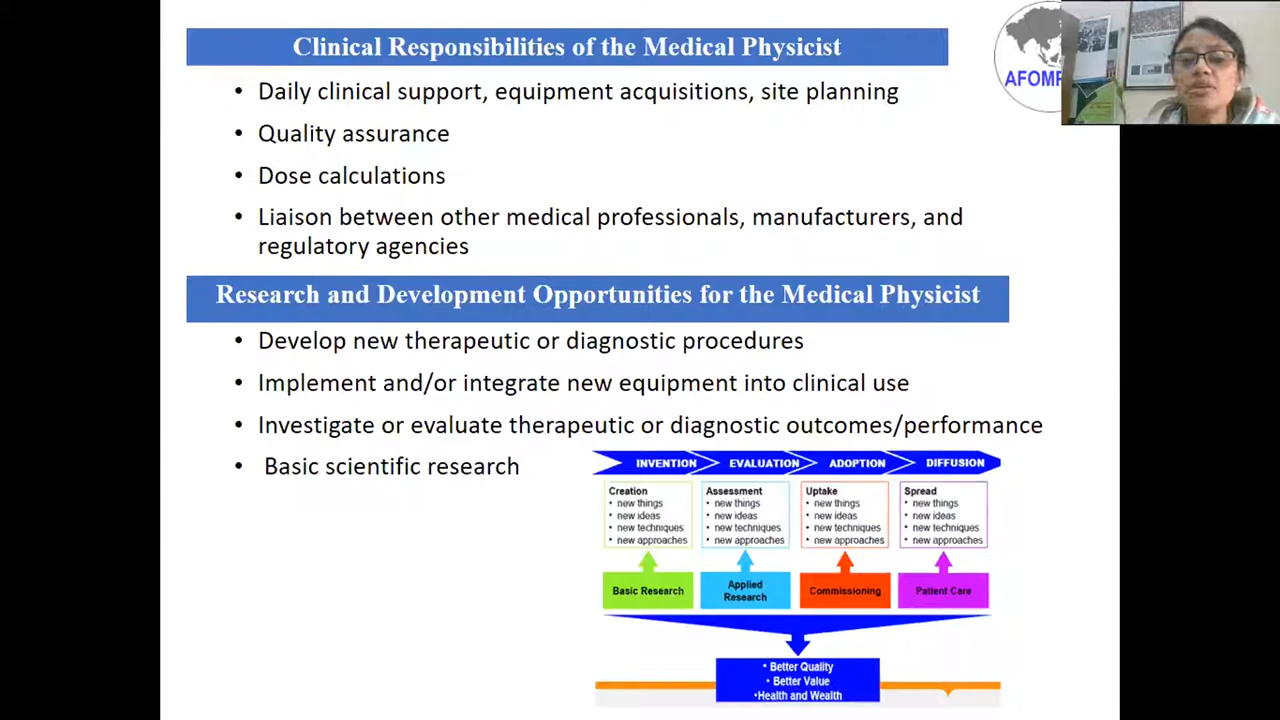 Clinical Responsibilities of the Medical Physicist
• Daily clinical support, equipment acquisitions, site planning
• Quality assurance
• Dose calculations
• Liaison between other medical professionals, manufacturers, and
regulatory agencies
AFOMP
Research and Development Opportunities for the Medical Physicist
• Develop new therapeutic or diagnostic procedures
• Implement and/or integrate new equipment into clinical use
• Investigate or evaluate therapeutic or diagnostic outcomes/performance
• Basic scientific research
INVENTION EVALUATION ADOPTION DIFFUSION
Creation
• new things
• new ideas
• new techniques
• new approaches
Assessment
• new things
• new ideas
• new techniques
• new approaches
Uptake
• new things
• new ideas
• new techniques
• new approaches
Spread
• new things
• new ideas
• new techniques
• new approaches
Basic Research
Applied
Research
Commissioning
Patient Care
• Better Quality
• Better Value
•Health and Wealth